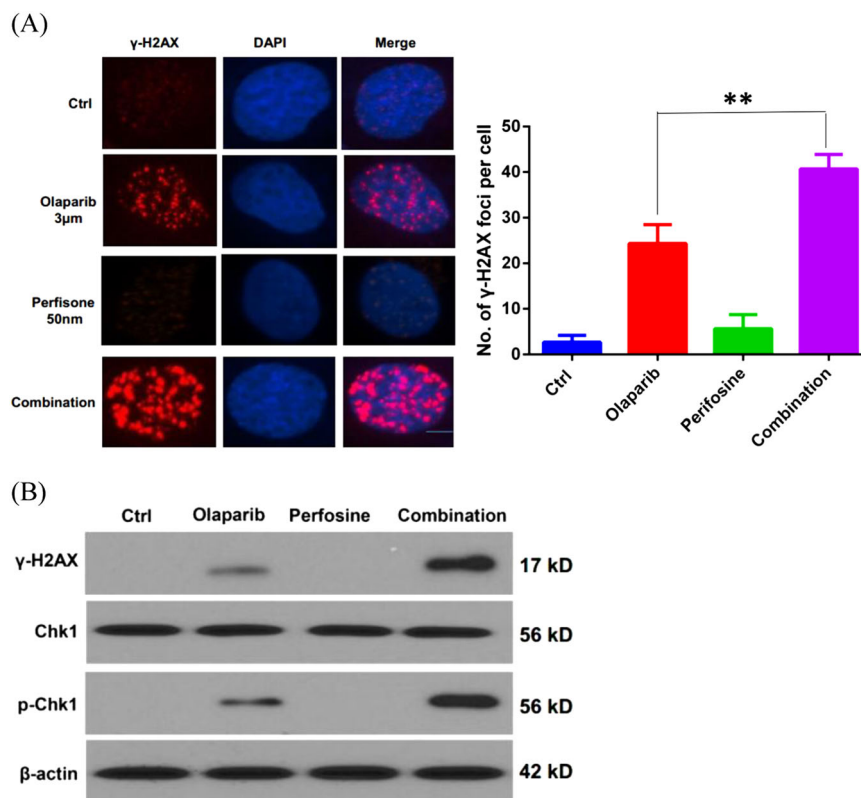 (A)
γ-H2AX DAPI Merge
Ctrl
Olaparib
3μm
Perfisone
50nm
Combination
**
No. of γ-H2AX foci per cell
50
40
30
20
10
0
Ctrl
Olaparib
Perifosine
Combination
(B)
Ctrl Olaparib Perfosine Combination
γ-H2AX 17 kD
Chk1 56 kD
p-Chk1 56 kD
β-actin 42 kD